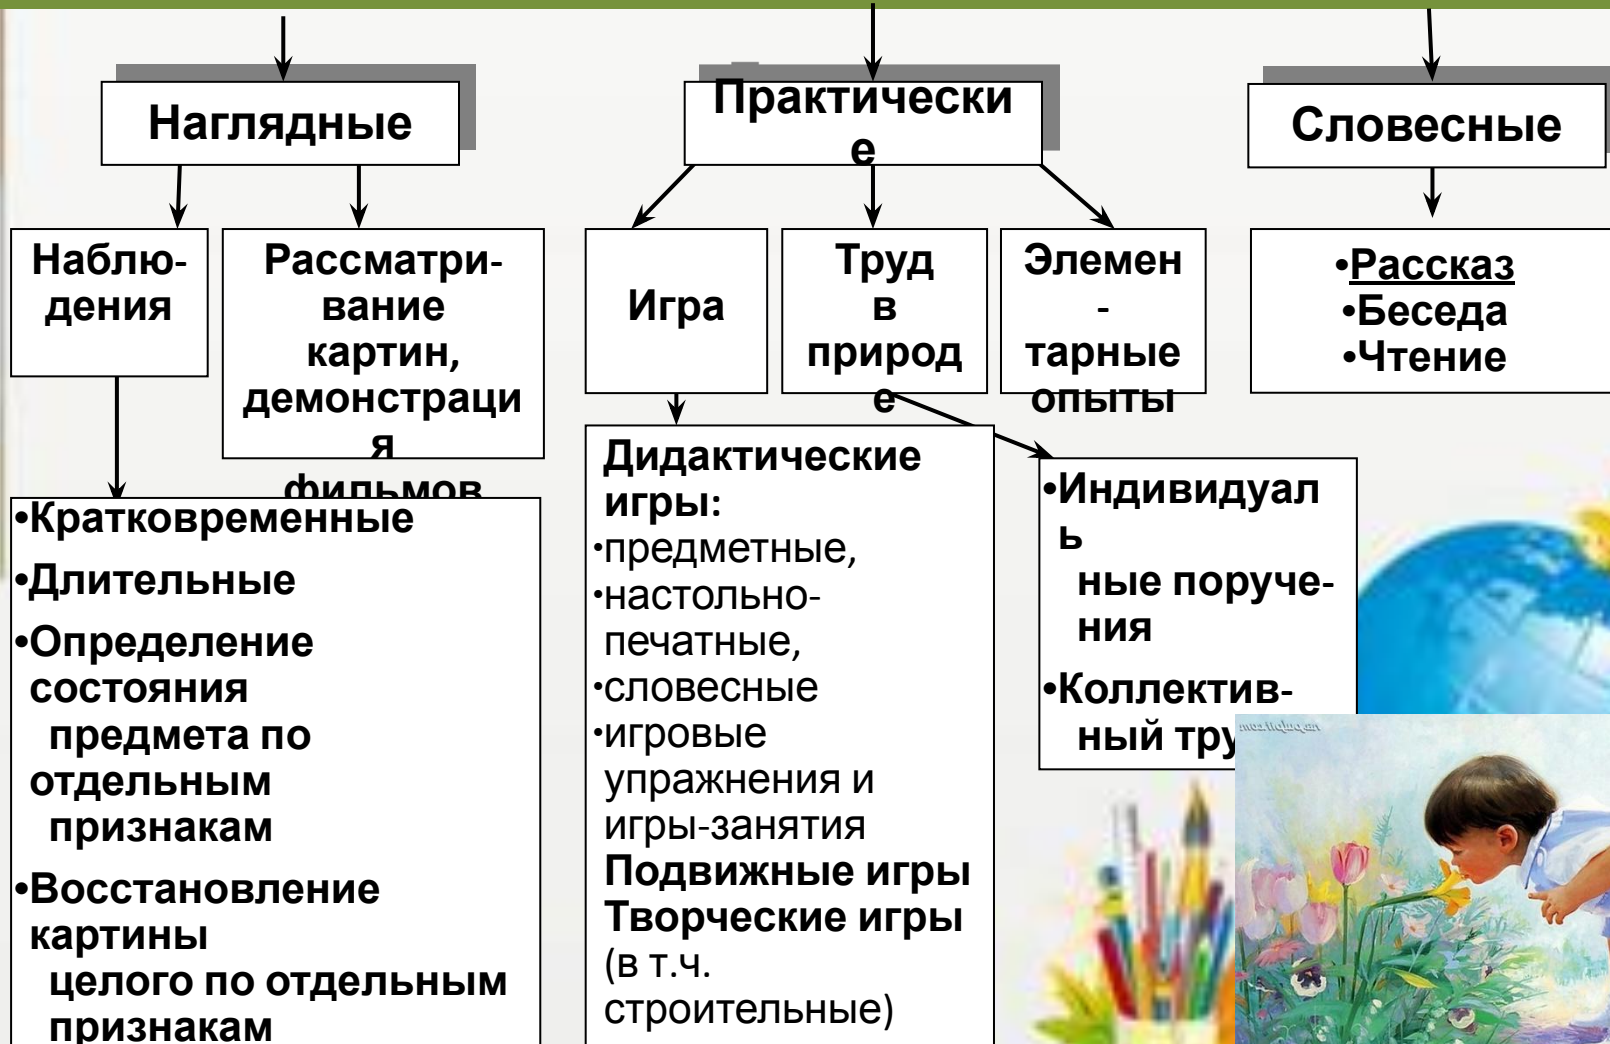 Наглядные
Практически
е
Словесные
Наблю-
дения
Рассматри-
вание
картин,
демонстраци
я
фильмов
Игра
Труд
в
природ
е
Элемен
-
тарные
опыты
•Рассказ
•Беседа
•Чтение
•Кратковременные
•Длительные
•Определение
состояния
предмета по
отдельным
признакам
•Восстановление
картины
целого по отдельным
признакам
Дидактические
игры:
•предметные,
•настольно-
печатные,
•словесные
•игровые
упражнения и
игры-занятия
Подвижные игры
Творческие игры
(в т.ч.
строительные)
•Индивидуал
ь
ные поруче-
ния
•Коллектив-
ный тру